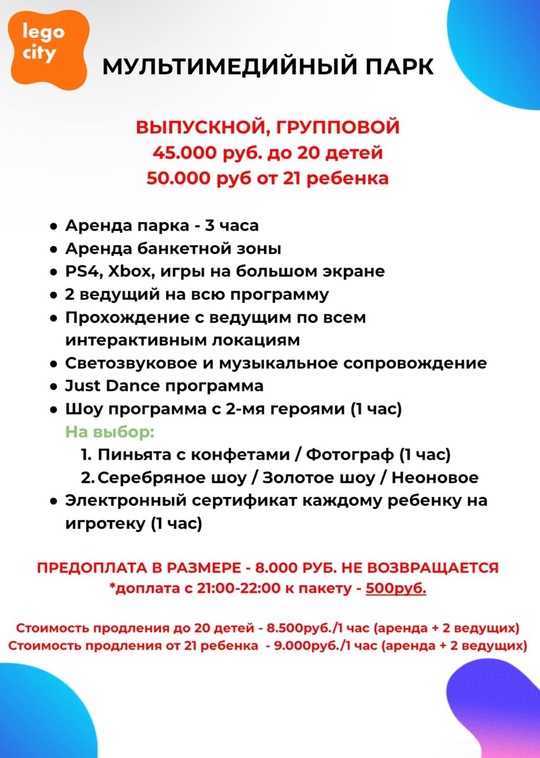 lego
city
МУЛЬТИМЕДИЙНЫЙ ПАРК
ВЫПУСКНОЙ, ГРУППОВОЙ
45.000 руб. до 20 детей
50.000 руб от 21 ребенка
• Аренда парка - 3 часа
• Аренда банкетной зоны
• PS4, Xbox, игры на большом экране
• 2 ведущий на всю программу
• Прохождение с ведущим по всем
интерактивным локациям
• Светозвуковое и музыкальное сопровождение
• Just Dance программа
• Шоу программа с 2-мя героями (1 час)
На выбор:
1. Пиньята с конфетами / Фотограф (1 час)
2. Серебряное шоу / Золотое шоу / Неоновое
• Электронный сертификат каждому ребенку на
игротеку (1 час)
ПРЕДОПЛАТА В РАЗМЕРЕ - 8.000 РУБ. НЕ ВОЗВРАЩАЕТСЯ
*доплата с 21:00-22:00 к пакету - 500руб.
Стоимость продления до 20 детей - 8.500руб./1 час (аренда + 2 ведущих)
Стоимость продления от 21 ребенка - 9.000руб./1 час (аренда + 2 ведущих)